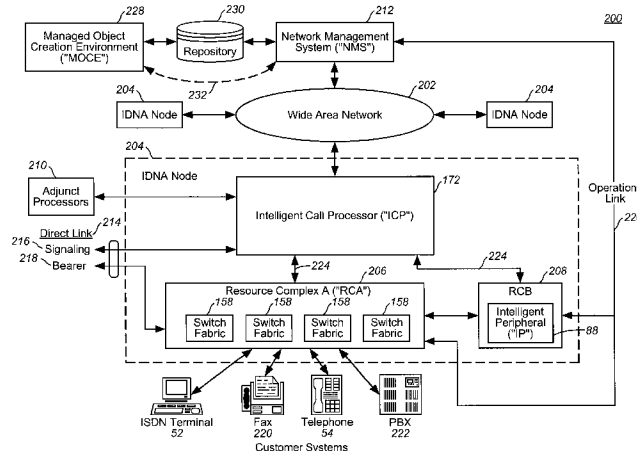 200
228
230
212
Managed Object
Creation Environment
("MOCE")
Repository
Network Management
System ("NMS")
232
202
204
IDNA Node
Wide Area Network
204
IDNA Node
204
IDNA Node
210
Adjunct
Processors
172
Intelligent Call Processor ("ICP")
Operations
Link
Direct Link
214
216
Signaling
218
Bearer
224
224
Resource Complex A ("RCA")
206
208
RCB
158
158
158
158
Switch
Fabric
Switch
Fabric
Switch
Fabric
Switch
Fabric
Intelligent
Peripheral
("IP")
88
ISDN Terminal
52
Fax
220
Telephone
54
PBX
222
Customer Systems